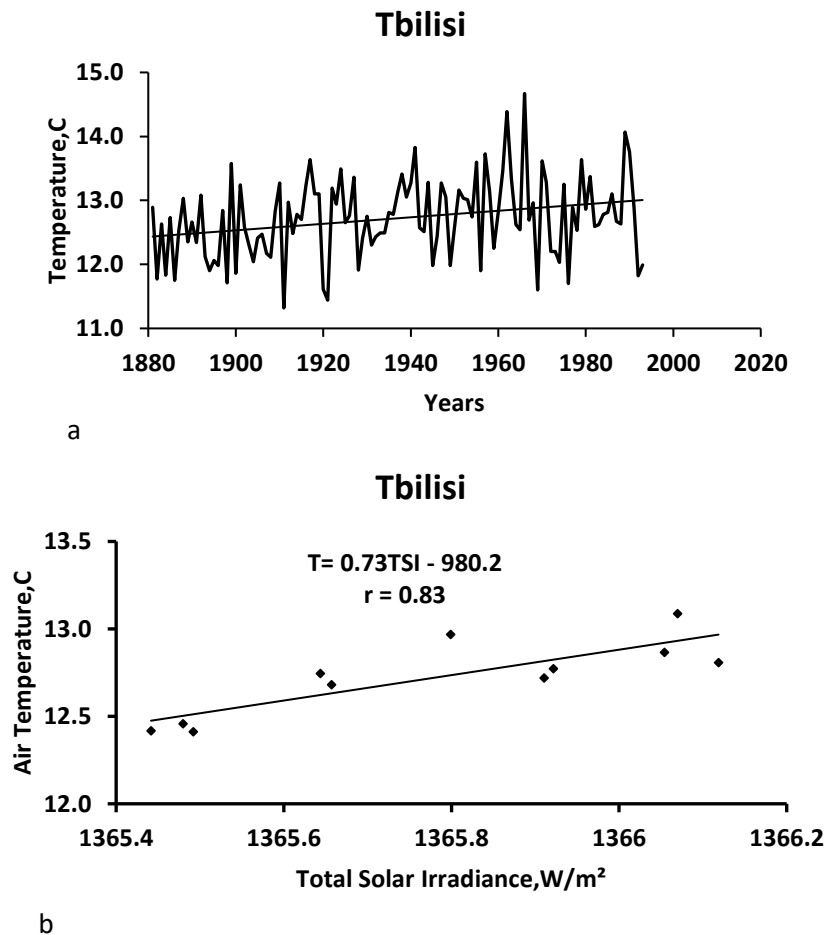 Tbilisi
15.0
14.0
13.0
12.0
11.0
Temperature,C
1880 1900 1920 1940 1960 1980 2000 2020
Years
a
Tbilisi
T= 0.73TSI - 980.2
r = 0.83
13.5
13.0
12.5
12.0
Air Temperature,C
1365.4 1365.6 1365.8 1366 1366.2
Total Solar Irradiance,W/m²
b